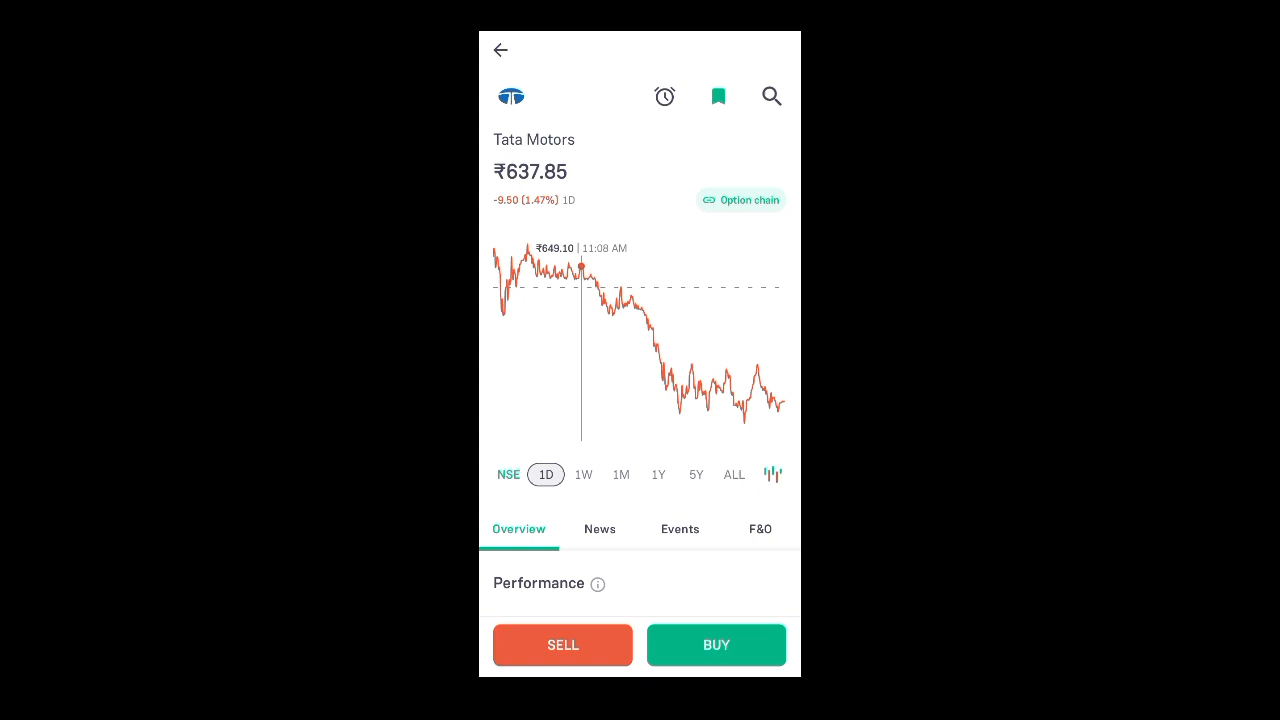 Tata Motors
₹637.85
-9.50 (1.47%) 1D
Option chain
₹649.10 | 11:08 AM
NSE 1D 1W 1M 1Y 5Y ALL
Overview News Events F&O
Performance
SELL BUY